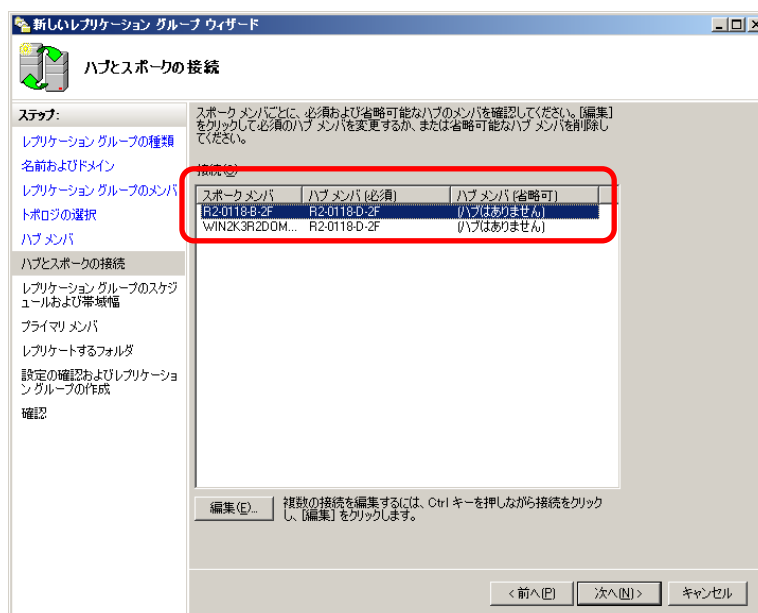 新しいレプリケーション グループ ウィザード
ハブとスポークの接続
ステップ:
レプリケーション グループの種類
名前およびドメイン
レプリケーション グループのメンバ
トポロジの選択
ハブ メンバ
ハブとスポークの接続
レプリケーション グループのスケジ
ュールおよび帯域幅
プライマリ メンバ
レプリケートするフォルダ
設定の確認およびレプリケーショ
ン グループの作成
確認
スポーク メンバごとに、必須および省略可能なハブのメンバを確認してください。[編集]
をクリックして必須のハブ メンバを変更するか、または省略可能なハブ メンバを削除し
てください。
接続(C)
スポーク メンバ ハブ メンバ (必須) ハブ メンバ (省略可)
R2-0118-B-2F R2-0118-D-2F (ハブはありません)
WIN2K3R2DOM... R2-0118-D-2F (ハブはありません)
編集(E)... 複数の接続を編集するには、Ctrl キーを押しながら接続をクリック
し、[編集] をクリックします。
< 前へ(P) 次へ(N) > キャンセル